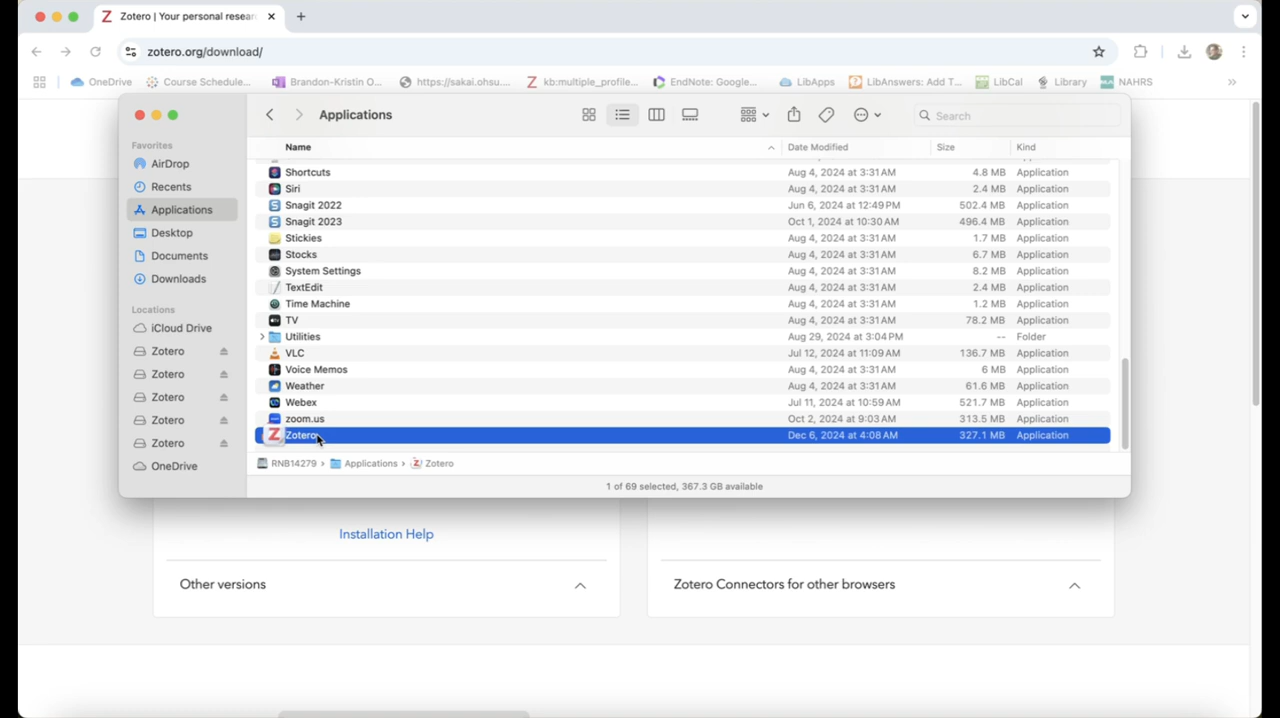 Zotero | Your personal resear
zotero.org/download/
OneDrive
Course Schedule...
Brandon-Kristin O...
https://sakai.ohsu....
kb:multiple_profile...
EndNote: Google...
LibApps
LibAnswers: Add T...
LibCal
Library
NAHRS
Applications
Search
Favorites
AirDrop
Recents
Applications
Desktop
Documents
Downloads
Locations
iCloud Drive
Zotero
Zotero
Zotero
Zotero
Zotero
OneDrive
Name Date Modified Size Kind
Shortcuts Aug 4, 2024 at 3:31 AM 4.8 MB Application
Siri Aug 4, 2024 at 3:31 AM 2.4 MB Application
Snagit 2022 Jun 6, 2024 at 12:49 PM 502.4 MB Application
Snagit 2023 Oct 1, 2024 at 10:30 AM 496.4 MB Application
Stickies Aug 4, 2024 at 3:31 AM 1.7 MB Application
Stocks Aug 4, 2024 at 3:31 AM 6.7 MB Application
System Settings Aug 4, 2024 at 3:31 AM 8.2 MB Application
TextEdit Aug 4, 2024 at 3:31 AM 2.4 MB Application
Time Machine Aug 4, 2024 at 3:31 AM 1.2 MB Application
TV Aug 4, 2024 at 3:31 AM 78.2 MB Application
Utilities Aug 29, 2024 at 3:04 PM -- Folder
VLC Jul 12, 2024 at 11:09 AM 136.7 MB Application
Voice Memos Aug 4, 2024 at 3:31 AM 6 MB Application
Weather Aug 4, 2024 at 3:31 AM 61.6 MB Application
Webex Jul 11, 2024 at 10:59 AM 521.7 MB Application
zoom.us Oct 2, 2024 at 9:03 AM 313.5 MB Application
Zotero Dec 6, 2024 at 4:08 AM 327.1 MB Application
RNB14279 › Applications › Zotero
1 of 69 selected, 367.3 GB available
Installation Help
Other versions
Zotero Connectors for other browsers